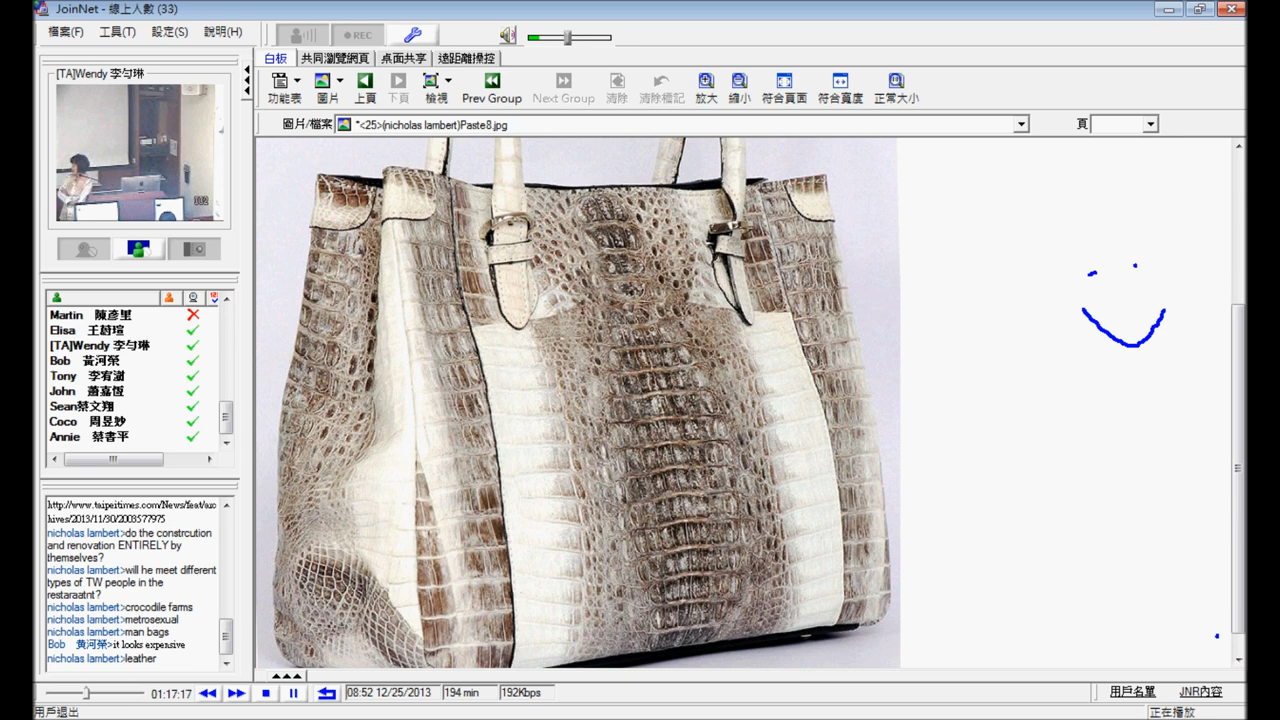 JoinNet - 線上人數 (33)
檔案(F) 工具(T) 設定(S) 說明(H)
REC
[TA]Wendy 李勻琳
白板 共同瀏覽網頁 桌面共享 遠距離操控
功能表 圖片 上頁 下頁 檢視 Prev Group Next Group 清除 清除標記 放大 縮小 符合頁面 符合寬度 正常大小
圖片/檔案 *<25>(nicholas lambert)Paste8.jpg 頁
Martin 陳彥里
Elisa 王蔚瑄
[TA]Wendy 李勻琳
Bob 黃河榮
Tony 李宥澍
John 蕭嘉恆
Sean蔡文翔
Coco 周昱妙
Annie 蔡書平
http://www.taipeitimes.com/News/feat/arc
hives/2013/11/30/2003577975
nicholas lambert>do the constrcution
and renovation ENTIRELY by
themselves?
nicholas lambert>will he meet different
types of TW people in the
restaraatnt?
nicholas lambert>crocodile farms
nicholas lambert>metrosexual
nicholas lambert>man bags
Bob 黃河榮>it looks expensive
nicholas lambert>leather
01:17:17 08:52 12/25/2013 194 min 192Kbps 用戶名單 JNR內容
用戶退出 正在播放